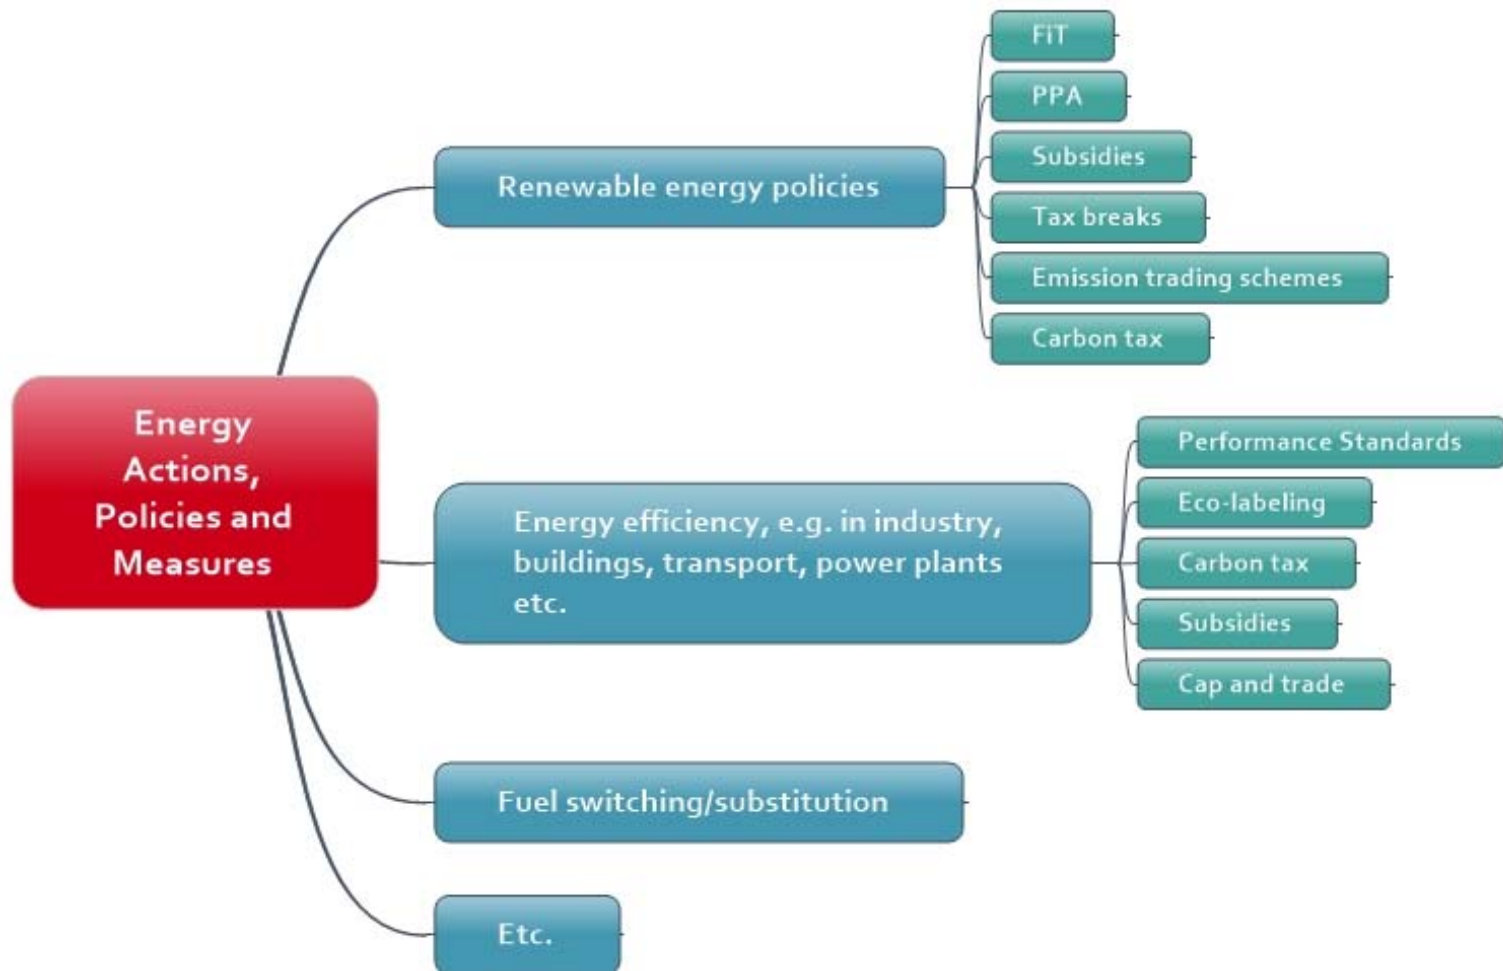 Energy
Actions,
Policies and
Measures
Renewable energy policies
FiT
PPA
Subsidies
Tax breaks
Emission trading schemes
Carbon tax
Energy efficiency, e.g. in industry,
buildings, transport, power plants
etc.
Performance Standards
Eco-labeling
Carbon tax
Subsidies
Cap and trade
Fuel switching/substitution
Etc.